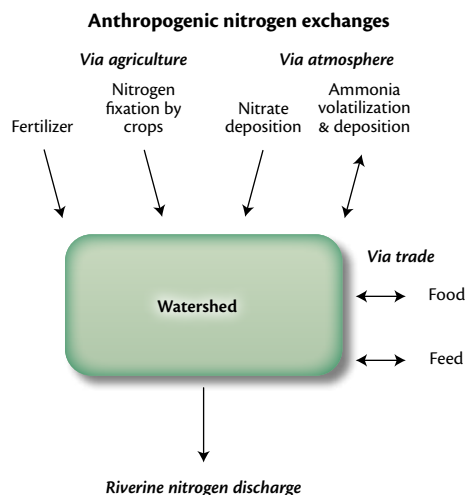 Anthropogenic nitrogen exchanges
Via agriculture
Via atmosphere
Fertilizer
Nitrogen
fixation by
crops
Nitrate
deposition
Ammonia
volatilization
& deposition
Via trade
Watershed
Food
Feed
Riverine nitrogen discharge